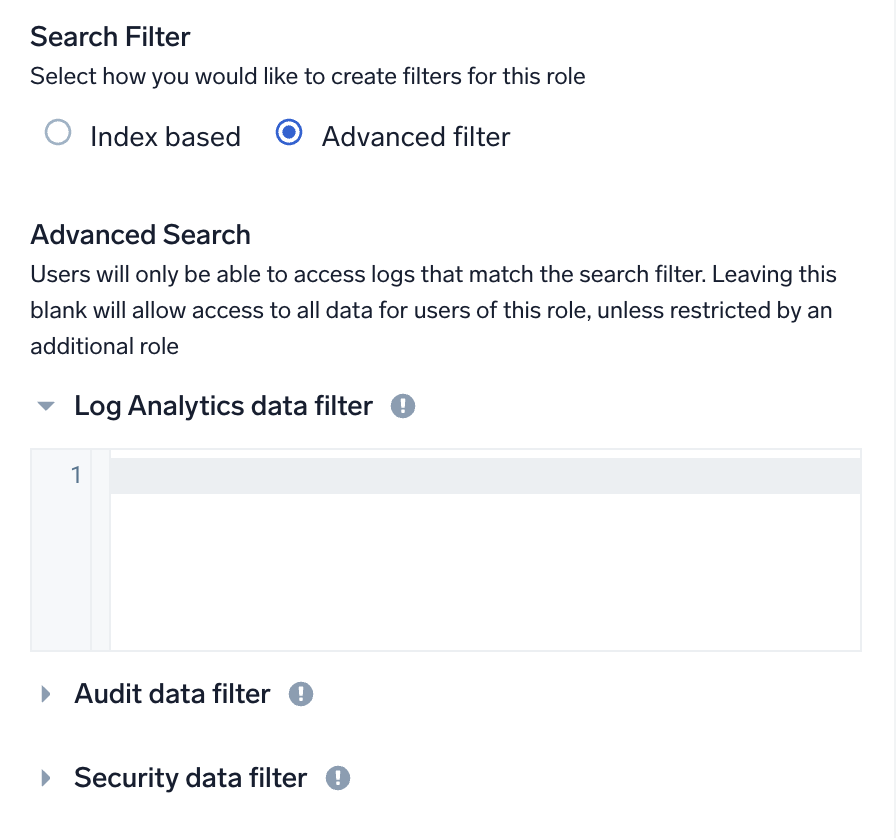 Search Filter
Select how you would like to create filters for this role
Index based Advanced filter
Advanced Search
Users will only be able to access logs that match the search filter. Leaving this
blank will allow access to all data for users of this role, unless restricted by an
additional role
Log Analytics data filter
1
Audit data filter
Security data filter